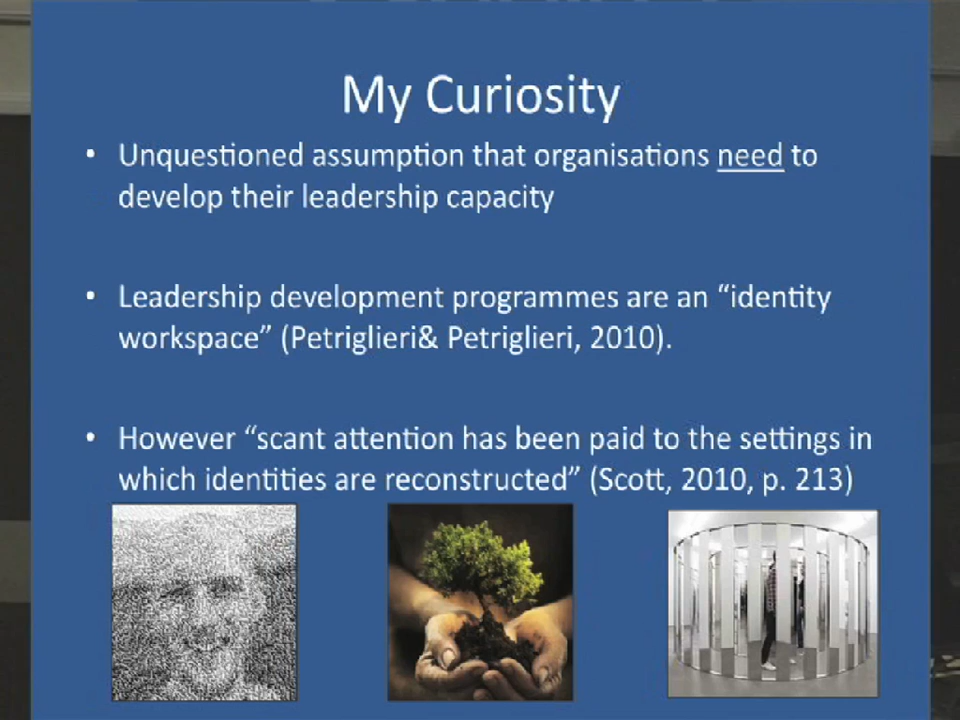 My Curiosity
• Unquestioned assumption that organisations need to
develop their leadership capacity
• Leadership development programmes are an “identity
workspace” (Petriglieri& Petriglieri, 2010).
• However “scant attention has been paid to the settings in
which identities are reconstructed” (Scott, 2010, p. 213)